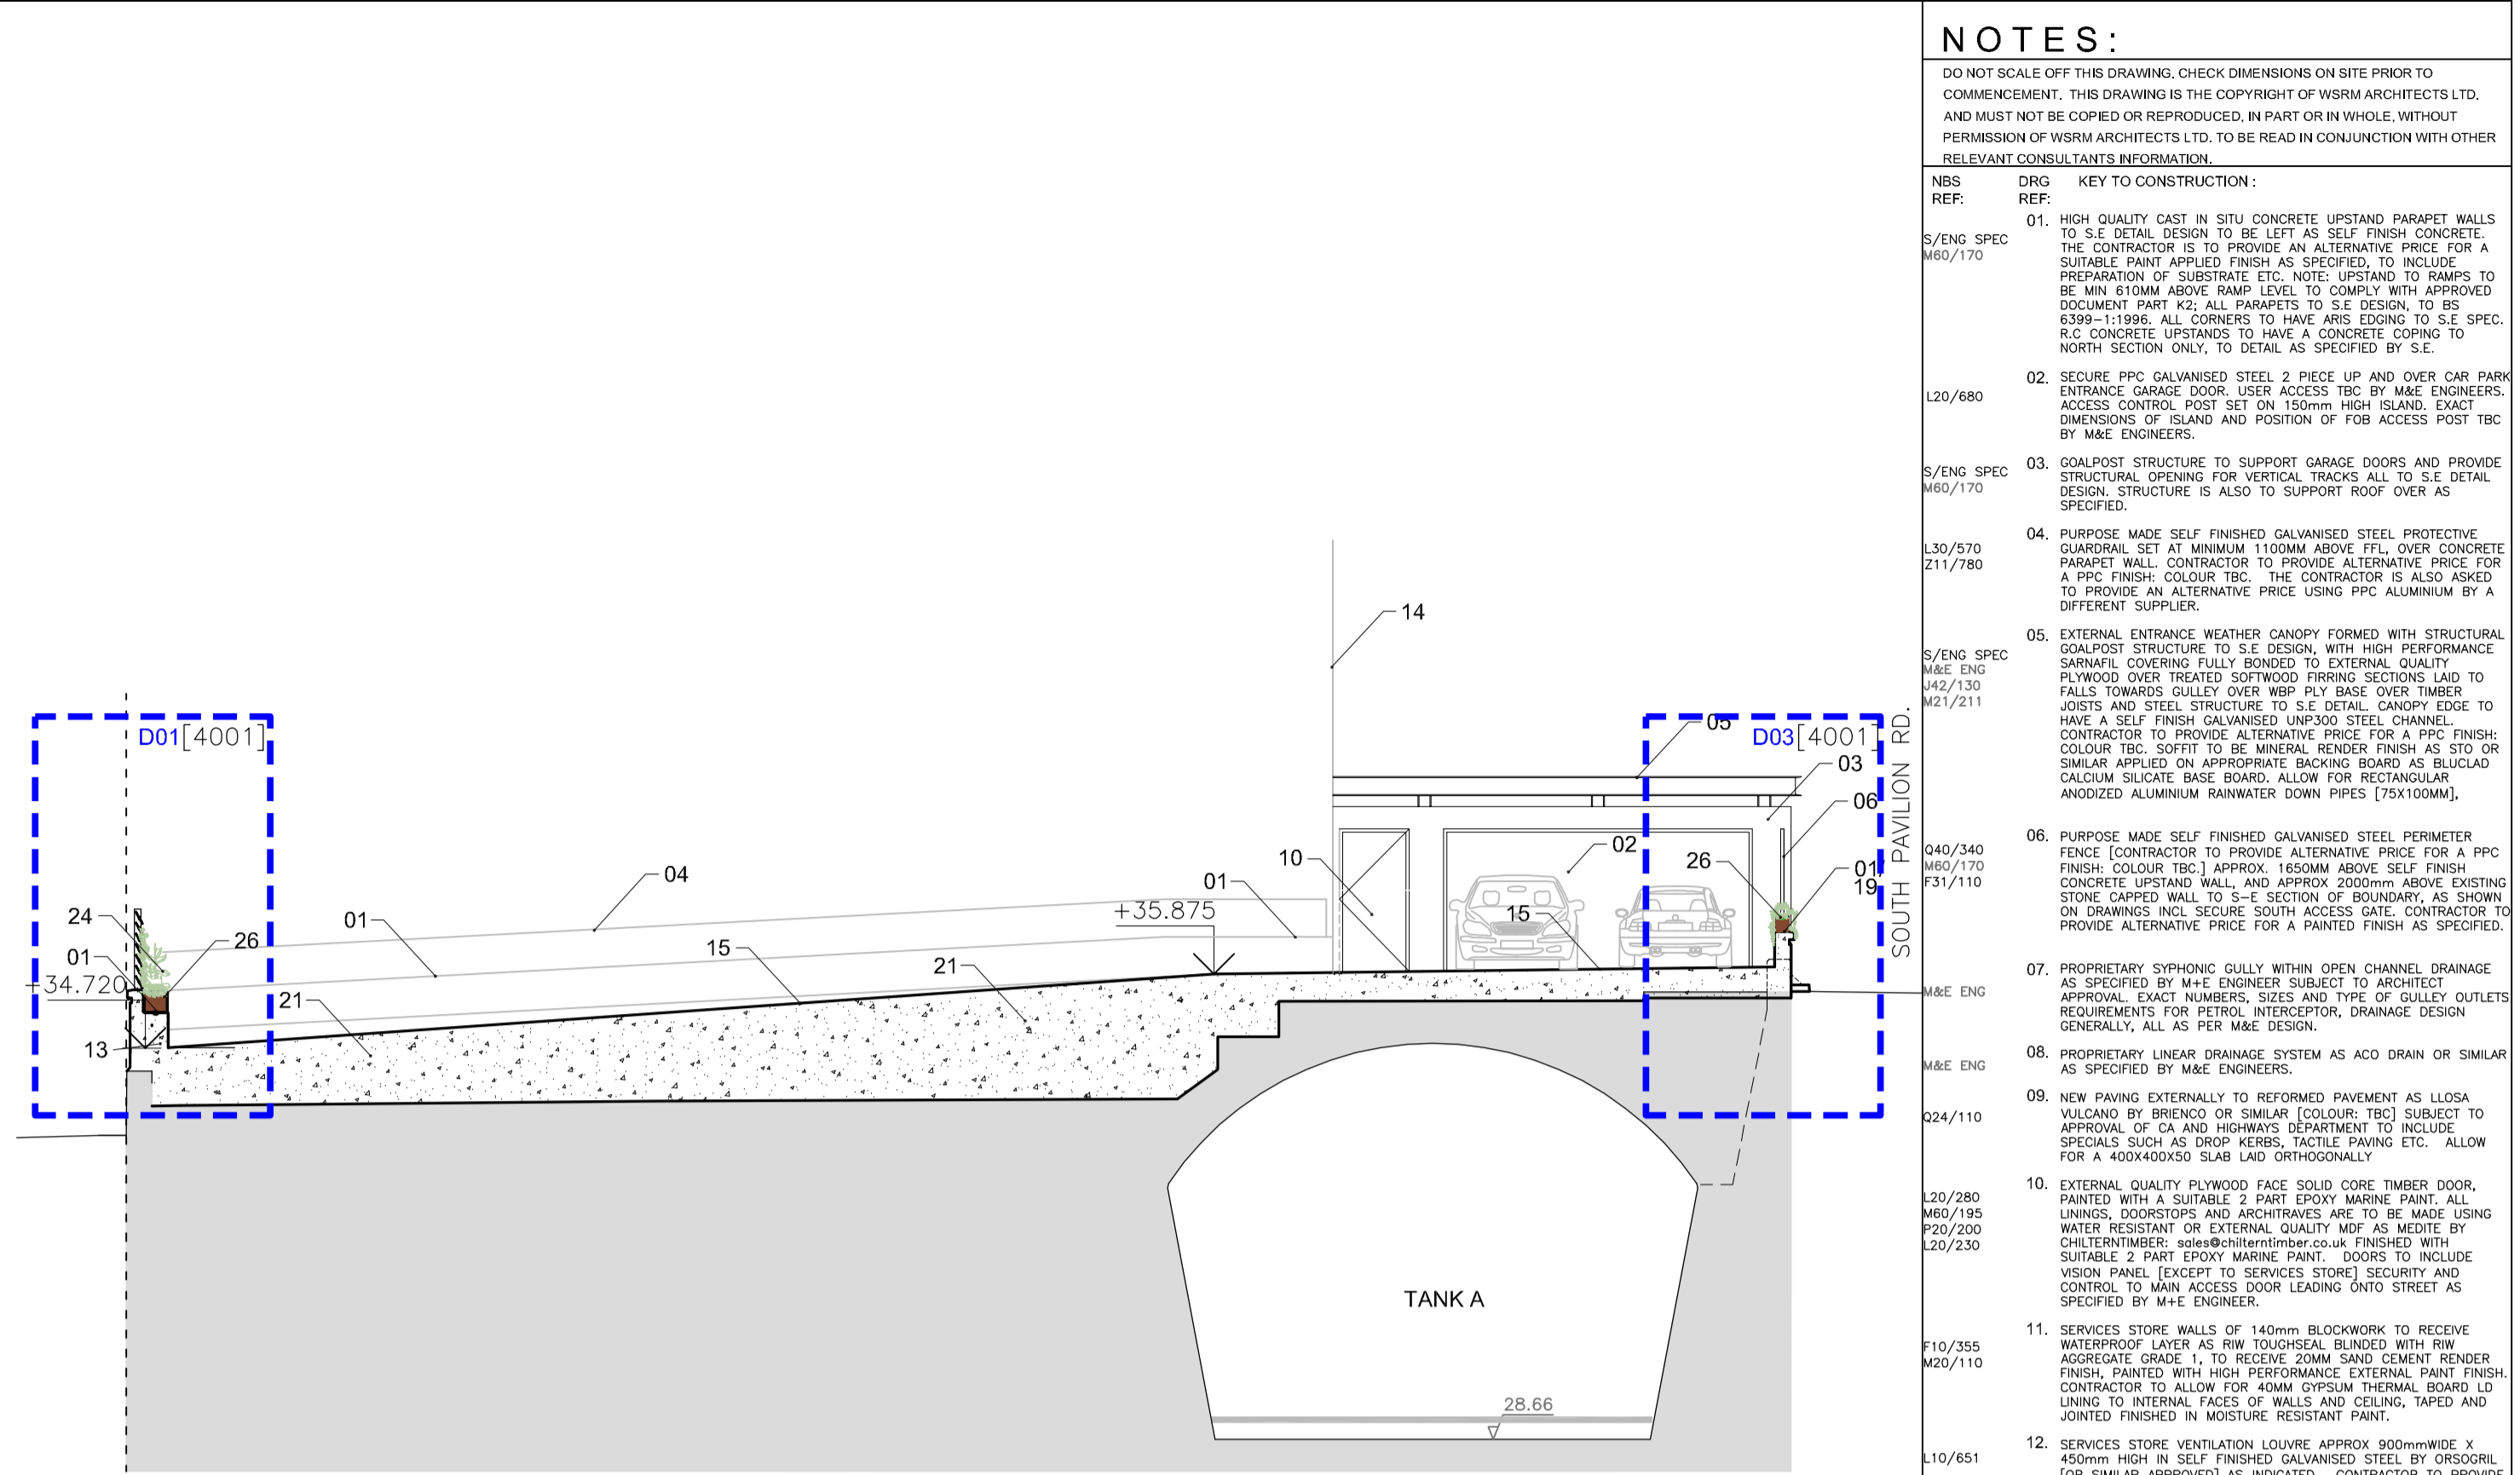 14
D01[4001]
05
D03[4001]
03
06
SOUTH PAVILION RD.
10
02
26
01,
19
04
01
+35.875
15
24
01
26
01
15
21
+34.720
21
13
TANK A
28.66
NOTES:
DO NOT SCALE OFF THIS DRAWING. CHECK DIMENSIONS ON SITE PRIOR TO
COMMENCEMENT. THIS DRAWING IS THE COPYRIGHT OF WSRM ARCHITECTS LTD.
AND MUST NOT BE COPIED OR REPRODUCED, IN PART OR IN WHOLE, WITHOUT
PERMISSION OF WSRM ARCHITECTS LTD. TO BE READ IN CONJUNCTION WITH OTHER
RELEVANT CONSULTANTS INFORMATION.
NBS DRG KEY TO CONSTRUCTION :
REF: REF:
S/ENG SPEC
M60/170
01. HIGH QUALITY CAST IN SITU CONCRETE UPSTAND PARAPET WALLS
TO S.E DETAIL DESIGN TO BE LEFT AS SELF FINISH CONCRETE.
THE CONTRACTOR IS TO PROVIDE AN ALTERNATIVE PRICE FOR A
SUITABLE PAINT APPLIED FINISH AS SPECIFIED, TO INCLUDE
PREPARATION OF SUBSTRATE ETC. NOTE: UPSTAND TO RAMPS TO
BE MIN 610MM ABOVE RAMP LEVEL TO COMPLY WITH APPROVED
DOCUMENT PART K2; ALL PARAPETS TO S.E DESIGN, TO BS
6399-1:1996. ALL CORNERS TO HAVE ARIS EDGING TO S.E SPEC.
R.C CONCRETE UPSTANDS TO HAVE A CONCRETE COPING TO
NORTH SECTION ONLY, TO DETAIL AS SPECIFIED BY S.E.
L20/680
02. SECURE PPC GALVANISED STEEL 2 PIECE UP AND OVER CAR PARK
ENTRANCE GARAGE DOOR. USER ACCESS TBC BY M&E ENGINEERS.
ACCESS CONTROL POST SET ON 150mm HIGH ISLAND. EXACT
DIMENSIONS OF ISLAND AND POSITION OF FOB ACCESS POST TBC
BY M&E ENGINEERS.
S/ENG SPEC
M60/170
03. GOALPOST STRUCTURE TO SUPPORT GARAGE DOORS AND PROVIDE
STRUCTURAL OPENING FOR VERTICAL TRACKS ALL TO S.E DETAIL
DESIGN. STRUCTURE IS ALSO TO SUPPORT ROOF OVER AS
SPECIFIED.
L30/570
Z11/780
04. PURPOSE MADE SELF FINISHED GALVANISED STEEL PROTECTIVE
GUARDRAIL SET AT MINIMUM 1100MM ABOVE FFL, OVER CONCRETE
PARAPET WALL. CONTRACTOR TO PROVIDE ALTERNATIVE PRICE FOR
A PPC FINISH: COLOUR TBC. THE CONTRACTOR IS ALSO ASKED
TO PROVIDE AN ALTERNATIVE PRICE USING PPC ALUMINIUM BY A
DIFFERENT SUPPLIER.
S/ENG SPEC
M&E ENG
J42/130
M21/211
05. EXTERNAL ENTRANCE WEATHER CANOPY FORMED WITH STRUCTURAL
GOALPOST STRUCTURE TO S.E DESIGN, WITH HIGH PERFORMANCE
SARNAFIL COVERING FULLY BONDED TO EXTERNAL QUALITY
PLYWOOD OVER TREATED SOFTWOOD FIRRING SECTIONS LAID TO
FALLS TOWARDS GULLEY OVER WBP PLY BASE OVER TIMBER
JOISTS AND STEEL STRUCTURE TO S.E DETAIL. CANOPY EDGE TO
HAVE A SELF FINISH GALVANISED UNP300 STEEL CHANNEL.
CONTRACTOR TO PROVIDE ALTERNATIVE PRICE FOR A PPC FINISH:
COLOUR TBC. SOFFIT TO BE MINERAL RENDER FINISH AS STO OR
SIMILAR APPLIED ON APPROPRIATE BACKING BOARD AS BLUCLAD
CALCIUM SILICATE BASE BOARD. ALLOW FOR RECTANGULAR
ANODIZED ALUMINIUM RAINWATER DOWN PIPES [75X100MM],
Q40/340
M60/170
F31/110
06. PURPOSE MADE SELF FINISHED GALVANISED STEEL PERIMETER
FENCE [CONTRACTOR TO PROVIDE ALTERNATIVE PRICE FOR A PPC
FINISH: COLOUR TBC.] APPROX. 1650MM ABOVE SELF FINISH
CONCRETE UPSTAND WALL, AND APPROX 2000mm ABOVE EXISTING
STONE CAPPED WALL TO S-E SECTION OF BOUNDARY, AS SHOWN
ON DRAWINGS INCL SECURE SOUTH ACCESS GATE. CONTRACTOR TO
PROVIDE ALTERNATIVE PRICE FOR A PAINTED FINISH AS SPECIFIED.
M&E ENG
07. PROPRIETARY SYPHONIC GULLY WITHIN OPEN CHANNEL DRAINAGE
AS SPECIFIED BY M+E ENGINEER SUBJECT TO ARCHITECT
APPROVAL. EXACT NUMBERS, SIZES AND TYPE OF GULLEY OUTLETS
REQUIREMENTS FOR PETROL INTERCEPTOR, DRAINAGE DESIGN
GENERALLY, ALL AS PER M&E DESIGN.
M&E ENG
08. PROPRIETARY LINEAR DRAINAGE SYSTEM AS ACO DRAIN OR SIMILAR
AS SPECIFIED BY M&E ENGINEERS.
Q24/110
09. NEW PAVING EXTERNALLY TO REFORMED PAVEMENT AS LLOSA
VULCANO BY BRIENCO OR SIMILAR [COLOUR: TBC] SUBJECT TO
APPROVAL OF CA AND HIGHWAYS DEPARTMENT TO INCLUDE
SPECIALS SUCH AS DROP KERBS, TACTILE PAVING ETC. ALLOW
FOR A 400X400X50 SLAB LAID ORTHOGONALLY
L20/280
M60/195
P20/200
L20/230
10. EXTERNAL QUALITY PLYWOOD FACE SOLID CORE TIMBER DOOR,
PAINTED WITH A SUITABLE 2 PART EPOXY MARINE PAINT. ALL
LININGS, DOORSTOPS AND ARCHITRAVES ARE TO BE MADE USING
WATER RESISTANT OR EXTERNAL QUALITY MDF AS MEDITE BY
CHILTERNTIMBER: sales@chilterntimber.co.uk FINISHED WITH
SUITABLE 2 PART EPOXY MARINE PAINT. DOORS TO INCLUDE
VISION PANEL [EXCEPT TO SERVICES STORE] SECURITY AND
CONTROL TO MAIN ACCESS DOOR LEADING ONTO STREET AS
SPECIFIED BY M+E ENGINEER.
F10/355
M20/110
11. SERVICES STORE WALLS OF 140mm BLOCKWORK TO RECEIVE
WATERPROOF LAYER AS RIW TOUGHSEAL BLINDED WITH RIW
AGGREGATE GRADE 1, TO RECEIVE 20MM SAND CEMENT RENDER
FINISH, PAINTED WITH HIGH PERFORMANCE EXTERNAL PAINT FINISH.
CONTRACTOR TO ALLOW FOR 40MM GYPSUM THERMAL BOARD LD
LINING TO INTERNAL FACES OF WALLS AND CEILING, TAPED AND
JOINTED FINISHED IN MOISTURE RESISTANT PAINT.
L10/651
12. SERVICES STORE VENTILATION LOUVRE APPROX 900mmWIDE X
450mm HIGH IN SELF FINISHED GALVANISED STEEL BY ORSOGRIL
[OR SIMILAR APPROVED] AS INDICATED. CONTRACTOR TO PROVIDE